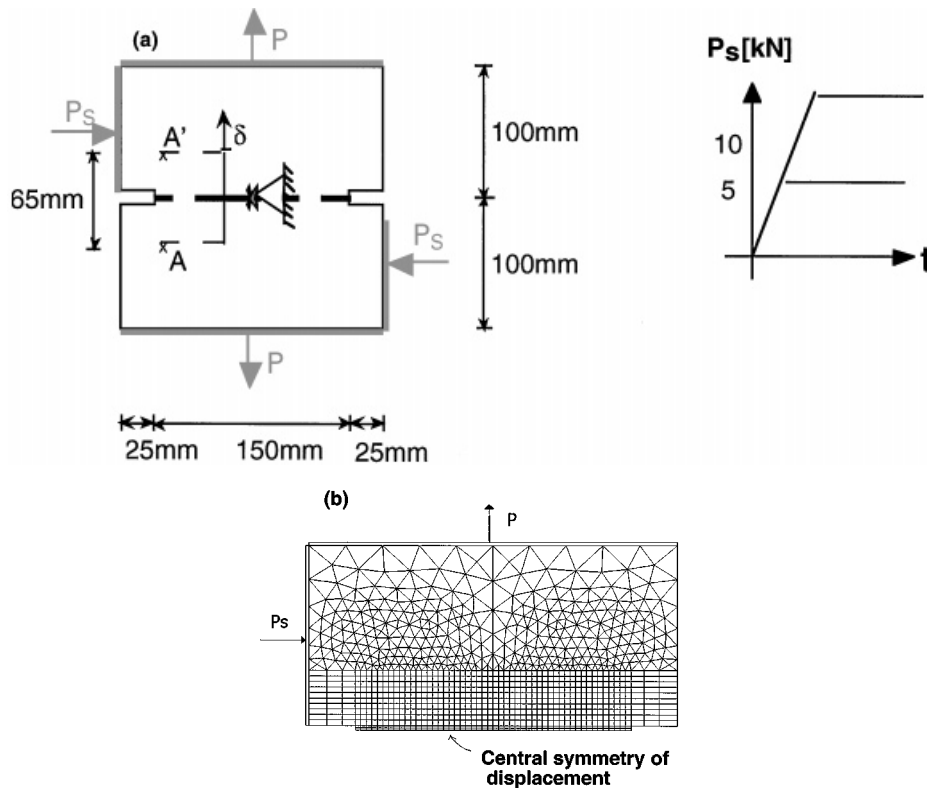 (a)
P
Ps[kN]
Ps
A'
δ
100mm
10
65mm
5
A
Ps
100mm
t
P
25mm
150mm
25mm
(b)
P
Ps
Central symmetry of
displacement